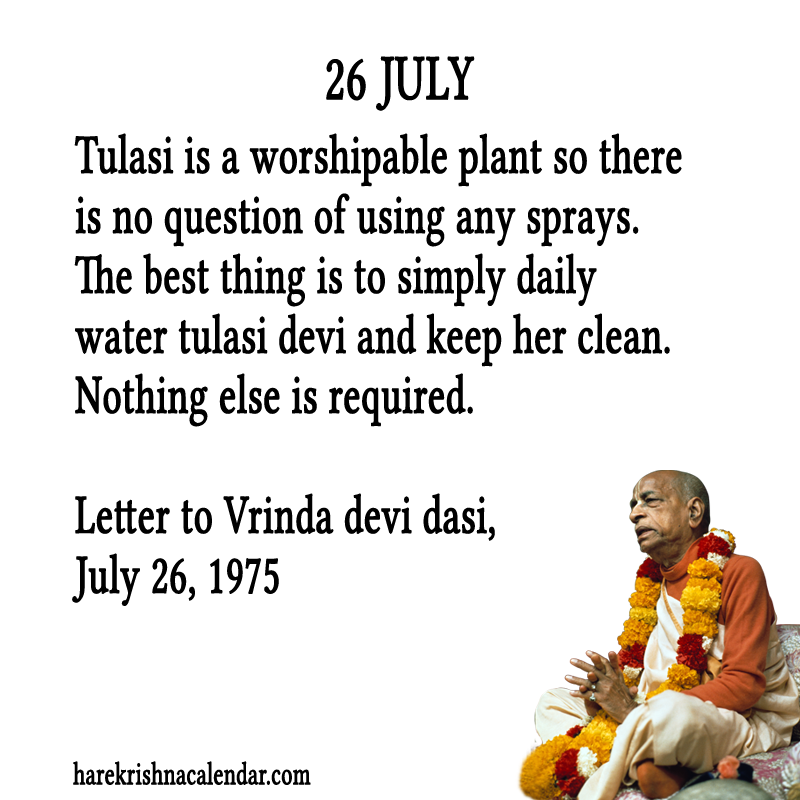 26 JULY
Tulasi is a worshipable plant so there
is no question of using any sprays.
The best thing is to simply daily
water tulasi devi and keep her clean.
Nothing else is required.
Letter to Vrinda devi dasi,
July 26, 1975
harekrishnacalendar.com